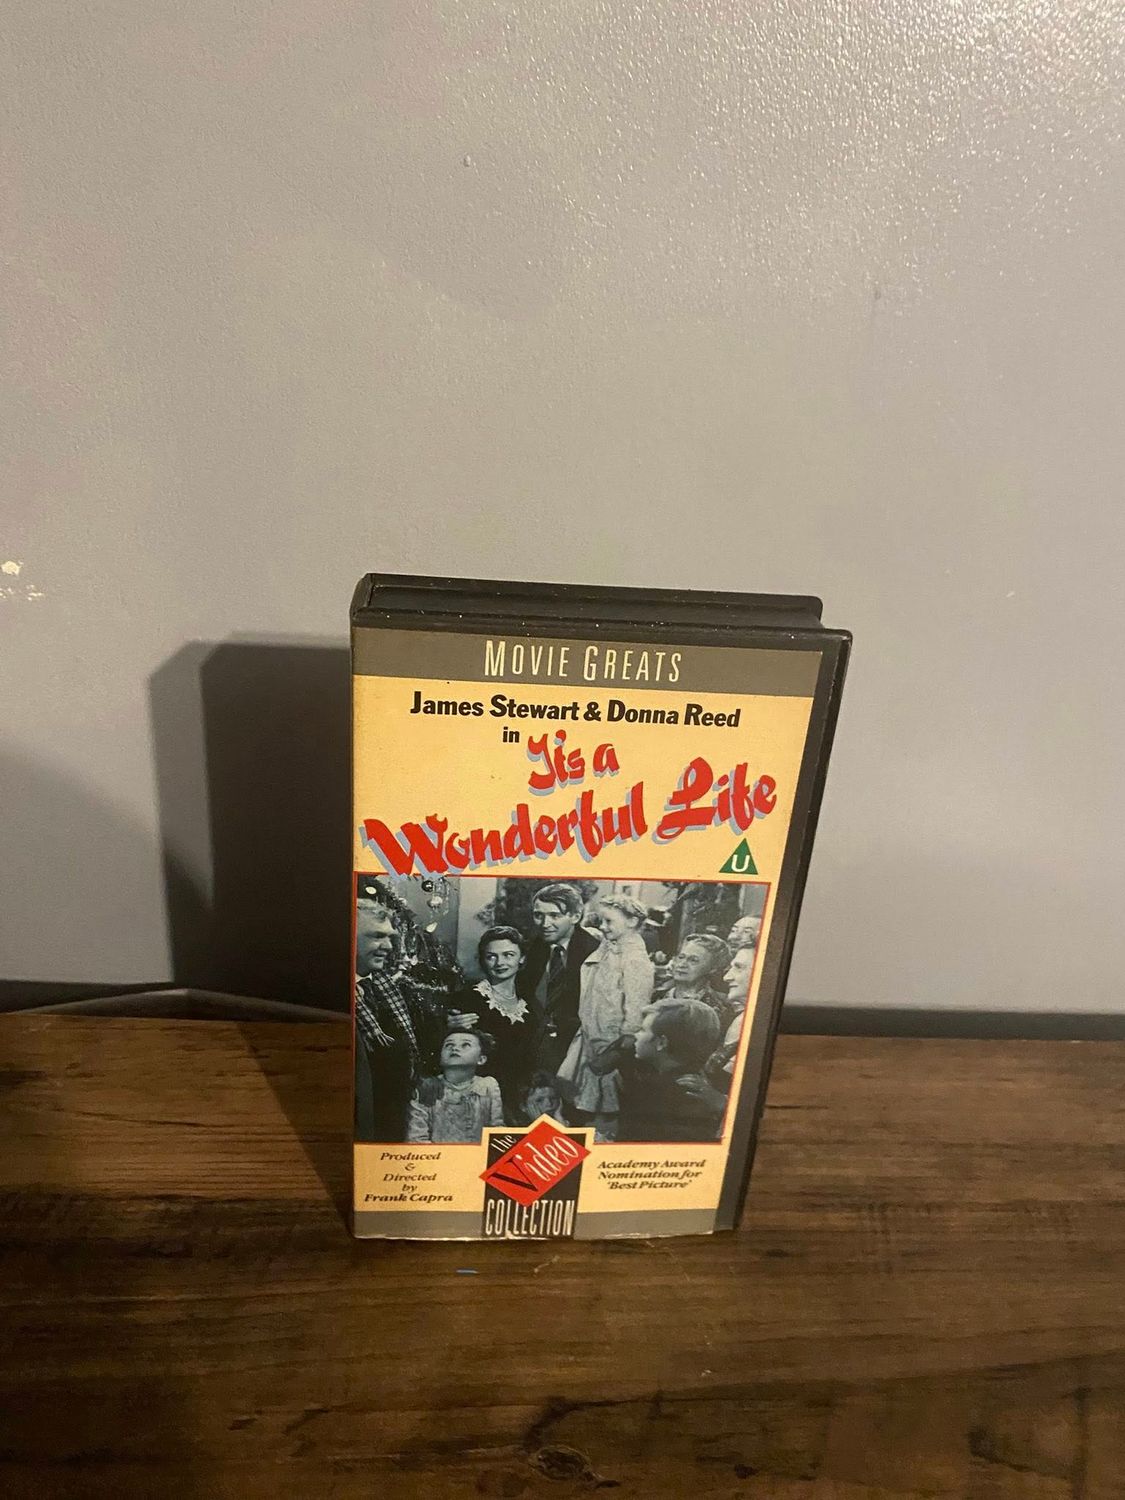 MOVIE GREATS
James Stewart & Donna Reed
in It's a
Wonderful Life
U
Produced
&
Directed
by
Frank Capra
the
Video
COLLECTION
Academy Award
Nomination for
'Best Picture'